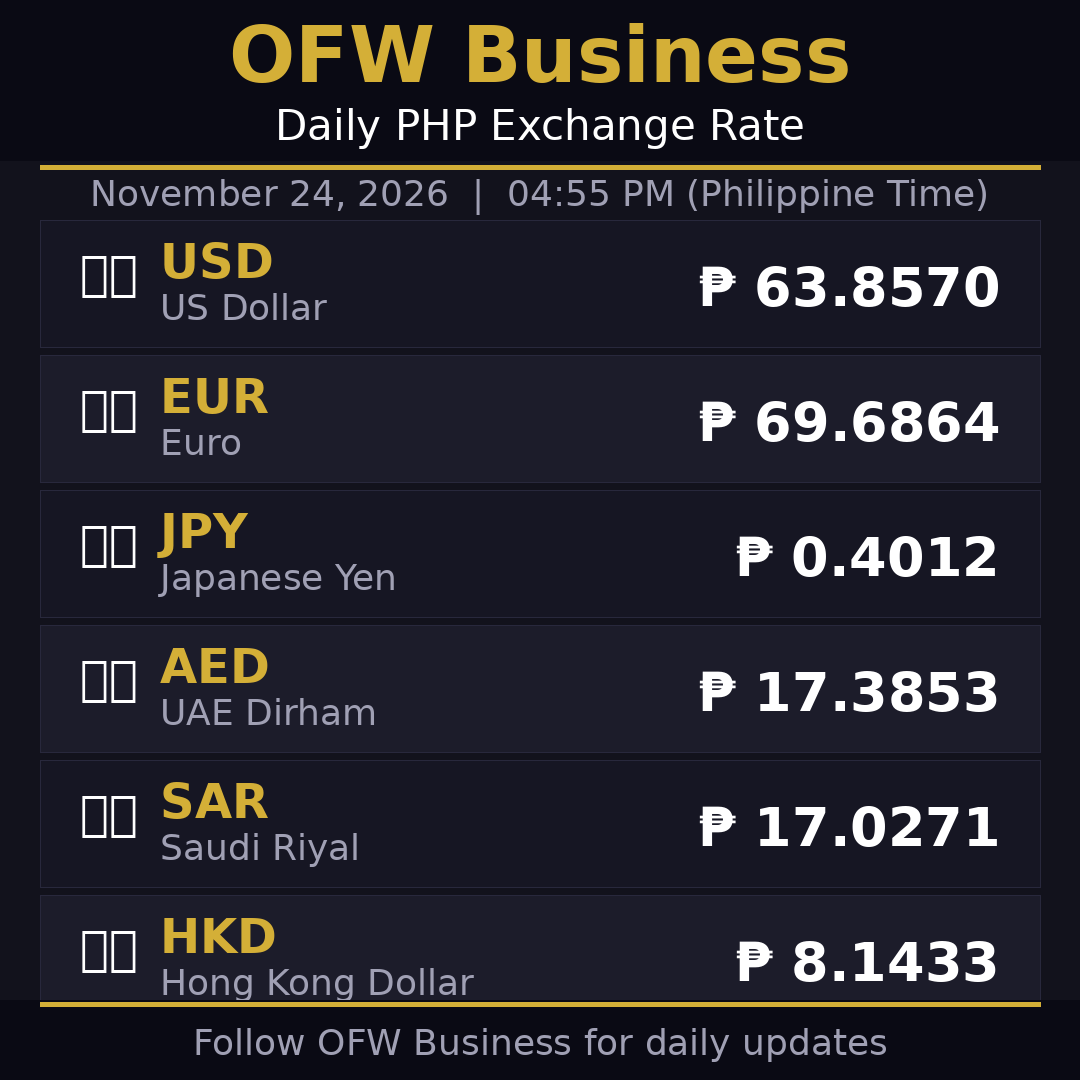 OFW Business
Daily PHP Exchange Rate
November 24, 2026 | 04:55 PM (Philippine Time)
USD
US Dollar
₱ 63.8570
EUR
Euro
₱ 69.6864
JPY
Japanese Yen
₱ 0.4012
AED
UAE Dirham
₱ 17.3853
SAR
Saudi Riyal
₱ 17.0271
HKD
Hong Kong Dollar
₱ 8.1433
Follow OFW Business for daily updates